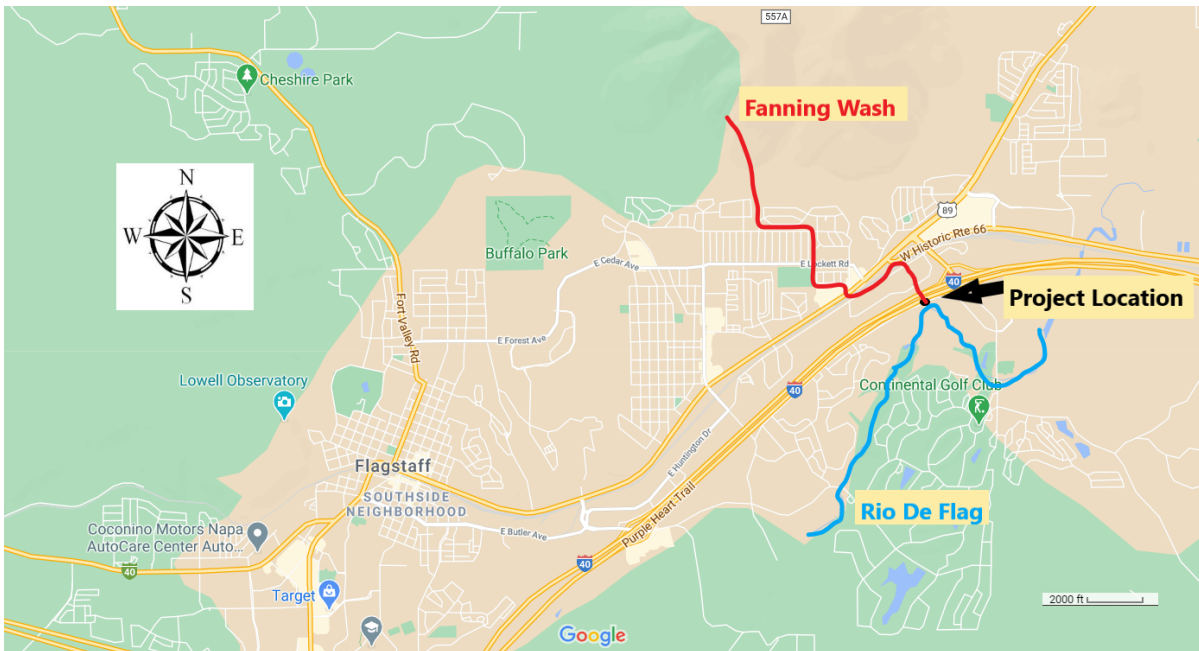 557A
Cheshire Park
Fanning Wash
N
W
E
S
89
W Historic Rte 66
Buffalo Park
E Cedar Ave
E Lockett Rd
40
Project Location
Fort Valley Rd
E Forest Ave
Lowell Observatory
40
Continental Golf Club
Flagstaff
SOUTHSIDE
NEIGHBORHOOD
E Huntington Dr
Rio De Flag
Purple Heart Trail
Coconino Motors Napa
AutoCare Center Auto...
E Butler Ave
40
40
Target
2000 ft
Google